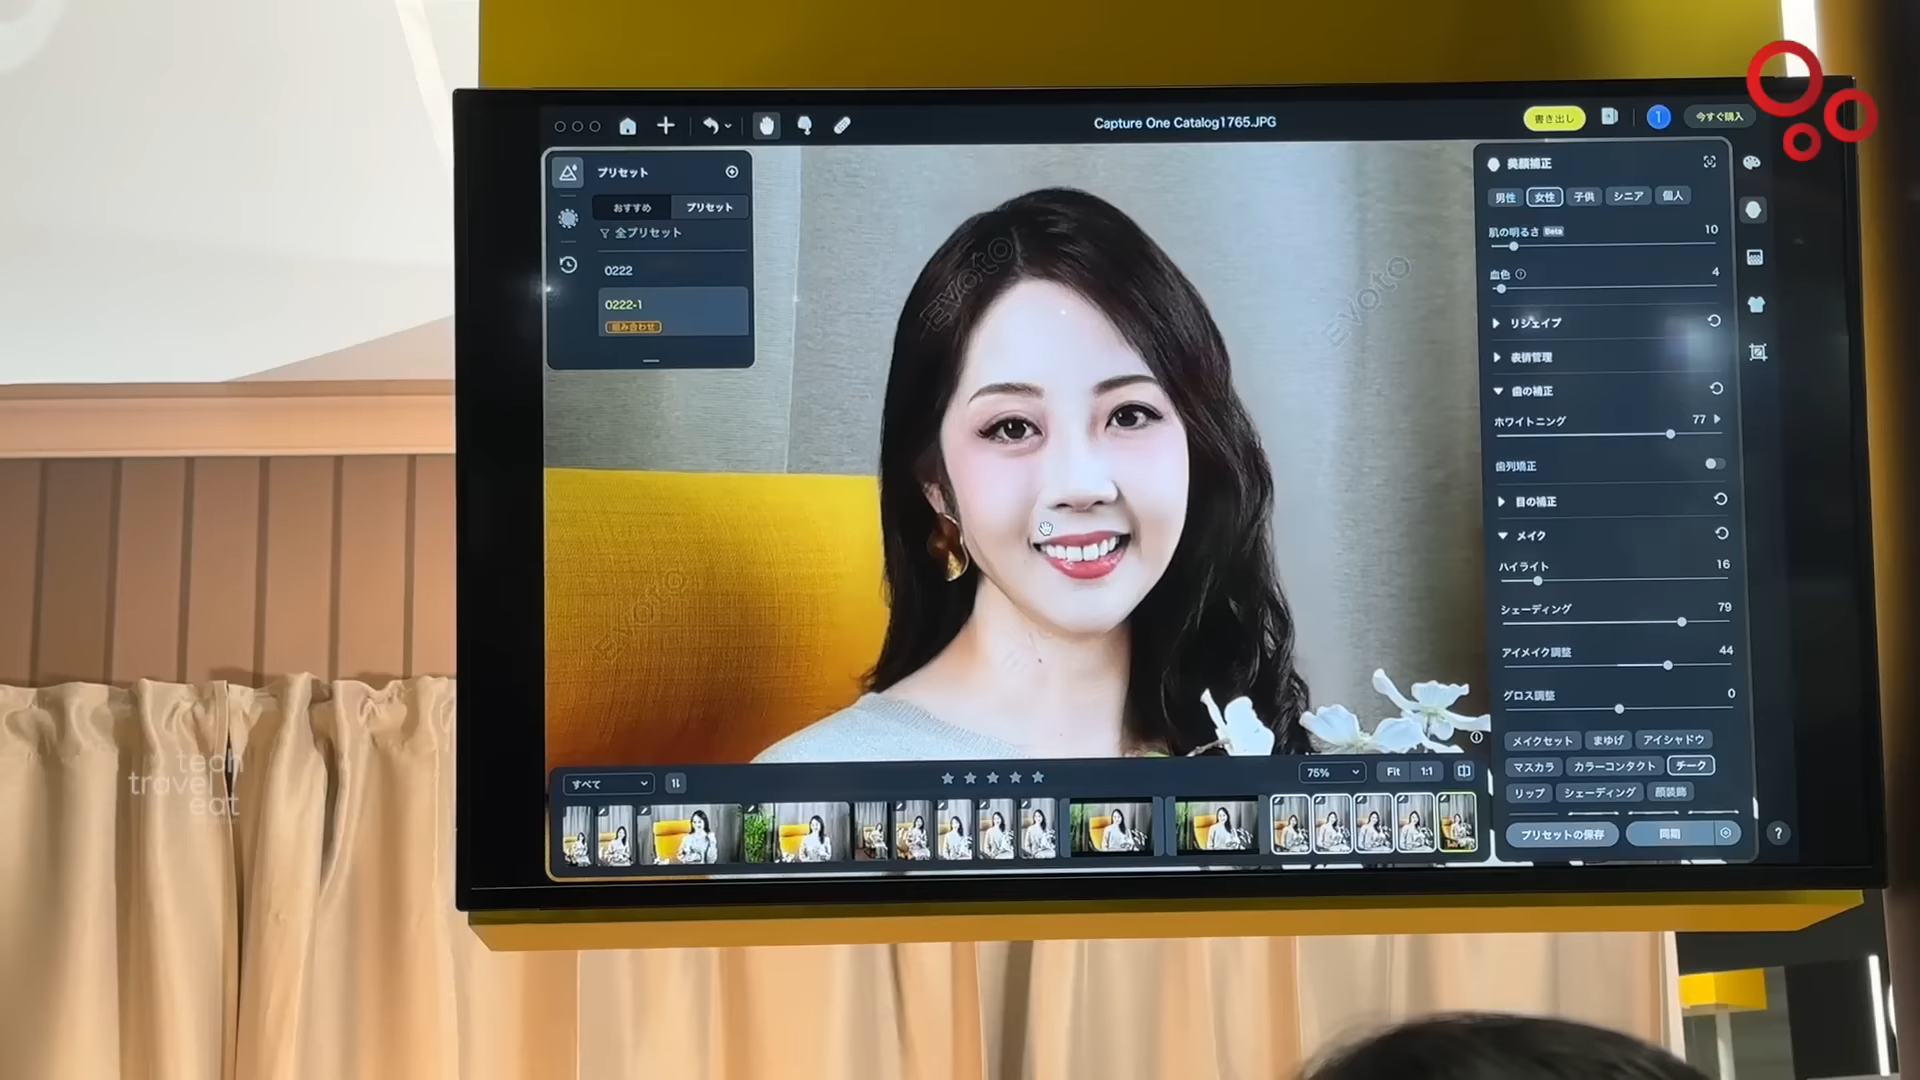 Capture One Catalog1765.JPG
書き出し
1
今すぐ購入
プリセット
おすすめ
プリセット
全プリセット
0222
0222-1
組み合わせ
美顔補正
男性
女性
子供
シニア
個人
肌の明るさ Beta
10
血色
4
リシェイプ
表情管理
歯の補正
ホワイトニング
77
歯列矯正
目の補正
メイク
ハイライト
16
シェーディング
79
アイメイク調整
44
グロス調整
0
メイクセット
まゆげ
アイシャドウ
マスカラ
カラーコンタクト
チーク
リップ
シェーディング
顔装飾
プリセットの保存
同期
?
EVOTO
EVOTO
EVOTO
すべて
75%
Fit
1:1
tech
travel
eat